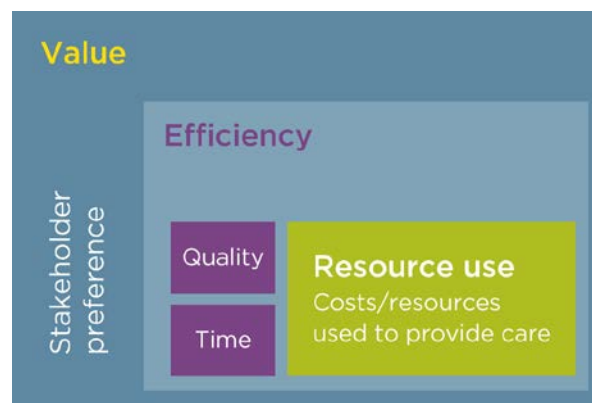 Value
Efficiency
Stakeholder
preference
Quality
Time
Resource use
Costs/resources
used to provide care